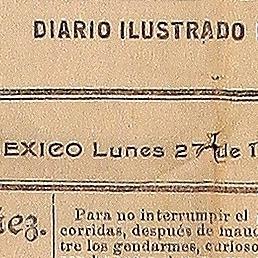 DIARIO ILUSTRADO
EXICO Lunes 27 de 1
ez.
Para no interrumpir el
corridas, después de mauc
tre los gendarmes, curioso